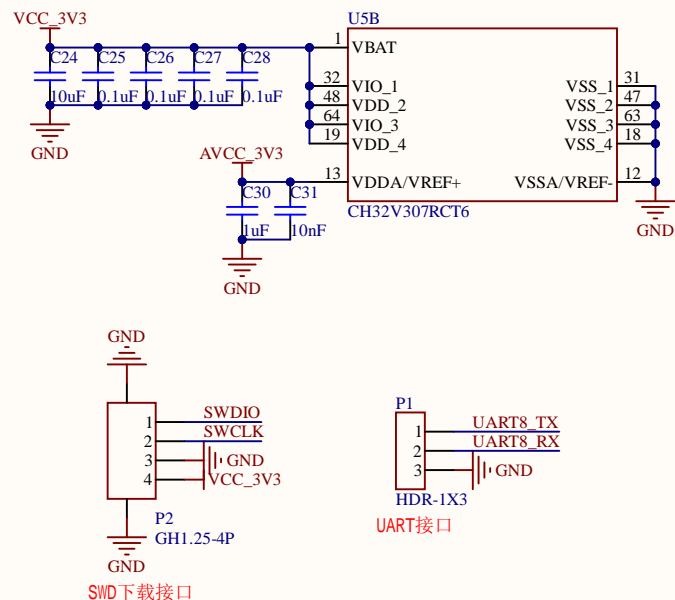 VCC_3V3
U5B
C24
C25
C26
C27
C28
10uF
0.1uF
0.1uF
0.1uF
0.1uF
GND
1
VBAT
32
VIO_1
48
VDD_2
64
VIO_3
19
VDD_4
13
VDDA/VREF+
VSS_1
31
VSS_2
47
VSS_3
63
VSS_4
18
VSSA/VREF-
12
CH32V307RCT6
GND
AVCC_3V3
C30
C31
1uF
10nF
GND
GND
1
SWDIO
2
SWCLK
3
GND
4
VCC_3V3
P2
GH1.25-4P
GND
SWD下载接口
P1
1
UART8_TX
2
UART8_RX
3
GND
HDR-1X3
UART接口